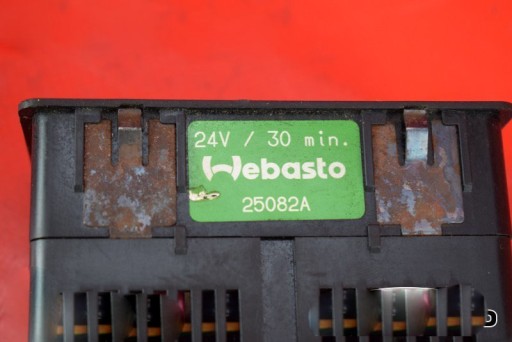 24V / 30 min.
Webasto
25082A